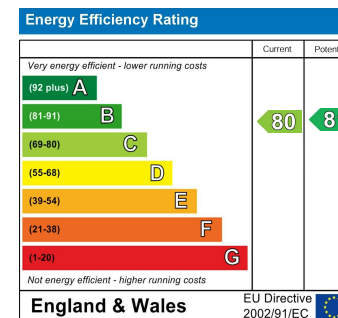 Energy Efficiency Rating
Current
Very energy efficient - lower running costs
(92 plus) A
(81-91) B
80
(69-80) C
(55-68) D
(39-54) E
(21-38) F
(1-20) G
Not energy efficient - higher running costs
England & Wales
EU Directive
2002/91/EC